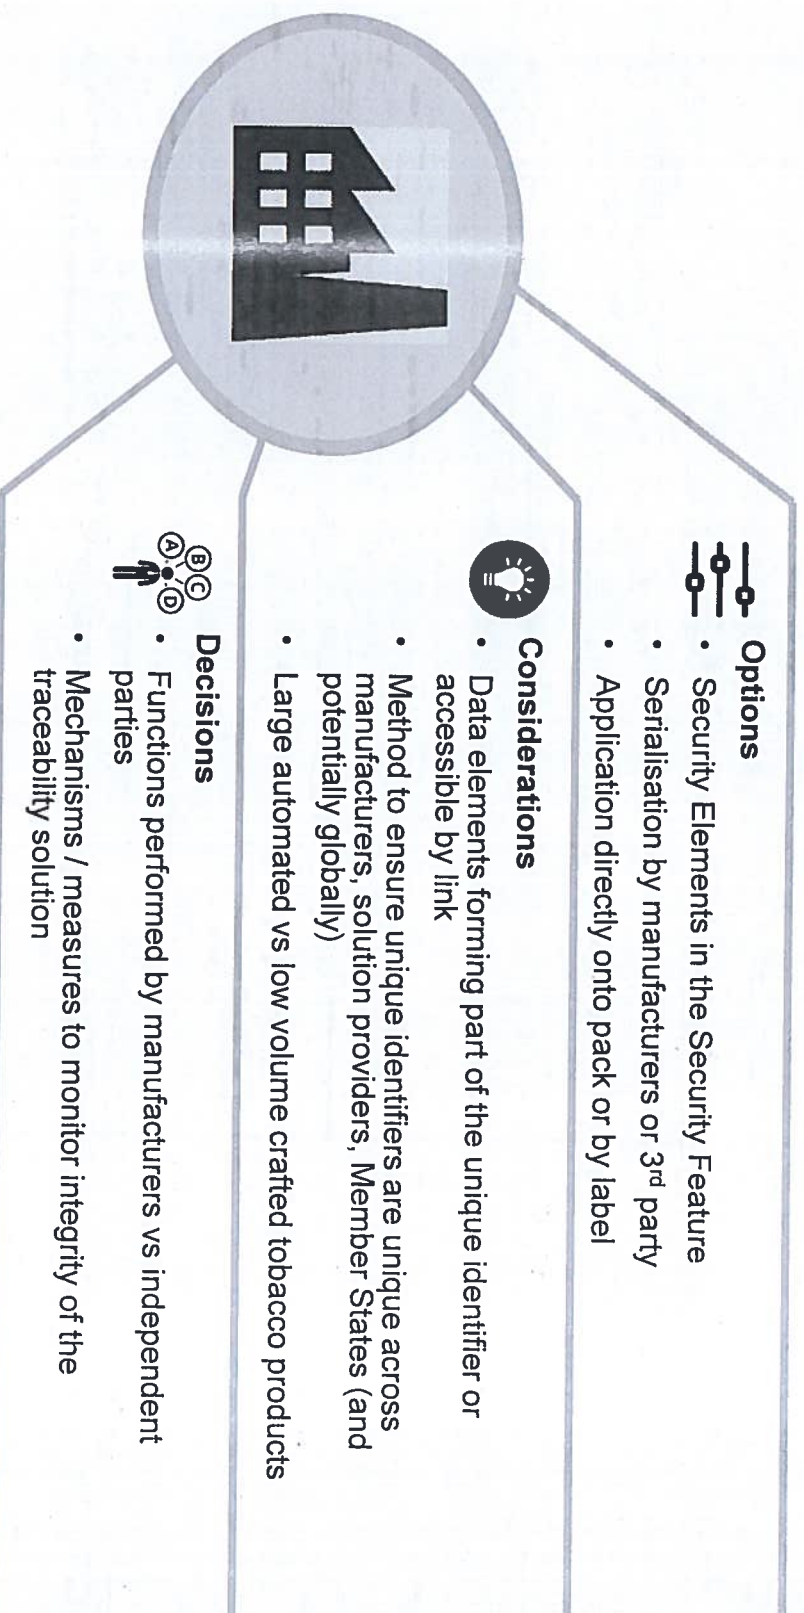 Options
• Security Elements in the Security Feature
• Serialisation by manufacturers or 3rd party
• Application directly onto pack or by label
Considerations
• Data elements forming part of the unique identifier or
accessible by link
• Method to ensure unique identifiers are unique across
manufacturers, solution providers, Member States (and
potentially globally)
• Large automated vs low volume crafted tobacco products
B
C
A
D
Decisions
• Functions performed by manufacturers vs independent
parties
• Mechanisms / measures to monitor integrity of the
traceability solution